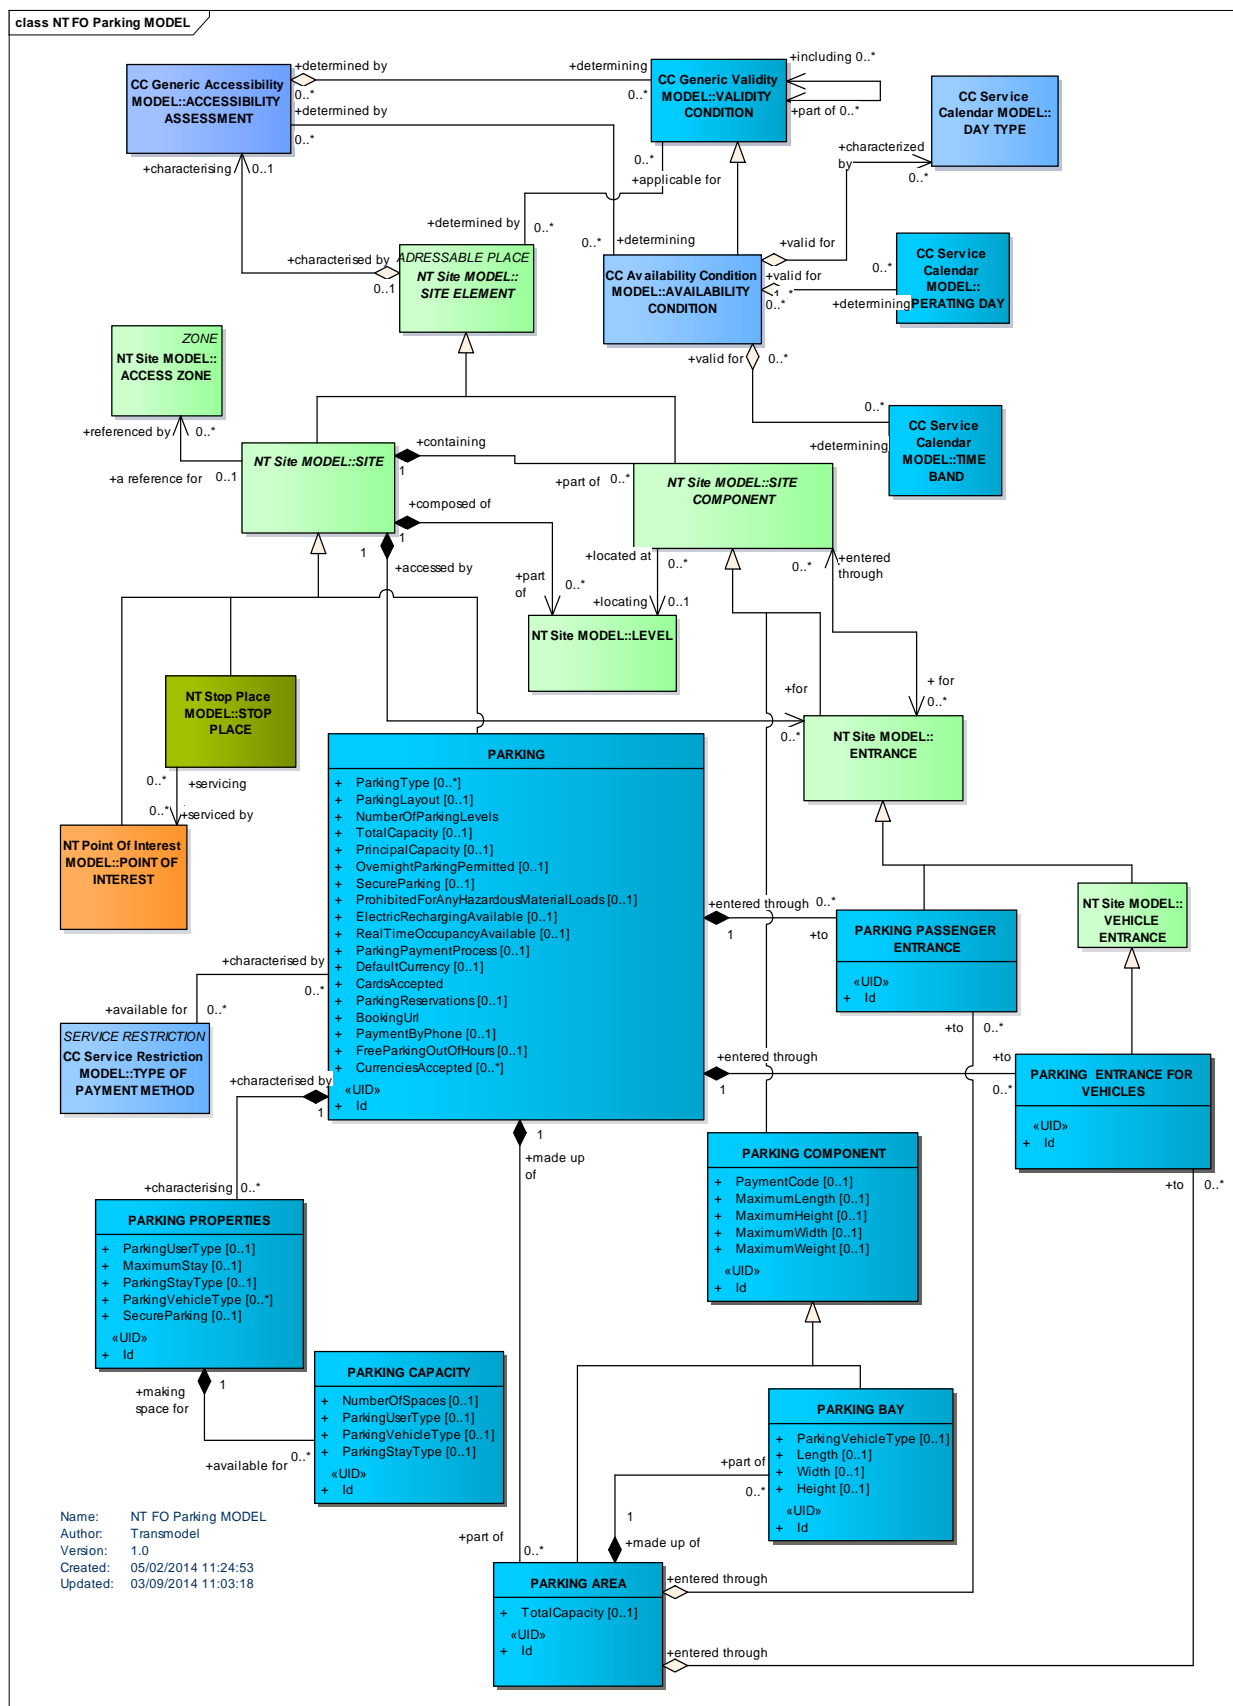 class NT FO Parking MODEL
CC Generic Accessibility
MODEL::ACCESSIBILITY
ASSESSMENT
+determined by
0..*
+determining
0..*
+determined by
0..*
CC Generic Validity
MODEL::VALIDITY
CONDITION
+including 0..*
+part of 0..*
CC Service
Calendar MODEL::
DAY TYPE
+characterized
by
0..*
+characterising
0..1
0..*
+applicable for
+determined by
0..*
0..*
+determining
+valid for
ADRESSABLE PLACE
NT Site MODEL::
SITE ELEMENT
+characterised by
0..1
CC Availability Condition
MODEL::AVAILABILITY
CONDITION
+valid for
1..*
0..*
0..*
+determining
CC Service
Calendar
MODEL::
PERATING DAY
+valid for
0..*
ZONE
NT Site MODEL::
ACCESS ZONE
+referenced by
0..*
+a reference for
0..1
0..*
+determining
CC Service
Calendar
MODEL::TIME
BAND
NT Site MODEL::SITE
+containing
1
+part of
0..*
NT Site MODEL::SITE
COMPONENT
+composed of
1
1
1
+accessed by
+part
of
0..*
+located at
0..*
+locating
0..1
0..*
+entered
through
NT Site MODEL::LEVEL
+for
0..*
+ for
0..*
NT Stop Place
MODEL::STOP
PLACE
NT Site MODEL::
ENTRANCE
0..*
+servicing
0..*
+serviced by
NT Point Of Interest
MODEL::POINT OF
INTEREST
PARKING
+ ParkingType [0..*]
+ ParkingLayout [0..1]
+ NumberOfParkingLevels
+ TotalCapacity [0..1]
+ PrincipalCapacity [0..1]
+ OvernightParkingPermitted [0..1]
+ SecureParking [0..1]
+ ProhibitedForAnyHazardousMaterialLoads [0..1]
+ ElectricRechargingAvailable [0..1]
+ RealTimeOccupancyAvailable [0..1]
+ ParkingPaymentProcess [0..1]
+ DefaultCurrency [0..1]
+ CardsAccepted
+ ParkingReservations [0..1]
+ BookingUrl
+ PaymentByPhone [0..1]
+ FreeParkingOutOfHours [0..1]
+ CurrenciesAccepted [0..*]
«UID»
+ Id
+entered through
1
0..*
+to
PARKING PASSENGER
ENTRANCE
«UID»
+ Id
NT Site MODEL::
VEHICLE
ENTRANCE
+characterised by
0..*
+available for
0..*
SERVICE RESTRICTION
CC Service Restriction
MODEL::TYPE OF
PAYMENT METHOD
+to
0..*
+entered through
1
+to
0..*
PARKING ENTRANCE FOR
VEHICLES
«UID»
+ Id
+characterised by
1
+characterising
0..*
1
+made up
of
PARKING COMPONENT
+ PaymentCode [0..1]
+ MaximumLength [0..1]
+ MaximumHeight [0..1]
+ MaximumWidth [0..1]
+ MaximumWeight [0..1]
«UID»
+ Id
+to
0..*
PARKING PROPERTIES
+ ParkingUserType [0..1]
+ MaximumStay [0..1]
+ ParkingStayType [0..1]
+ ParkingVehicleType [0..*]
+ SecureParking [0..1]
«UID»
+ Id
+making
space for
1
+available for
0..*
PARKING CAPACITY
+ NumberOfSpaces [0..1]
+ ParkingUserType [0..1]
+ ParkingVehicleType [0..1]
+ ParkingStayType [0..1]
«UID»
+ Id
PARKING BAY
+ ParkingVehicleType [0..1]
+ Length [0..1]
+ Width [0..1]
+ Height [0..1]
«UID»
+ Id
+part of
0..*
1
+made up of
+part of
0..*
Name: NT FO Parking MODEL
Author: Transmodel
Version: 1.0
Created: 05/02/2014 11:24:53
Updated: 03/09/2014 11:03:18
PARKING AREA
+ TotalCapacity [0..1]
«UID»
+ Id
+entered through
+entered through